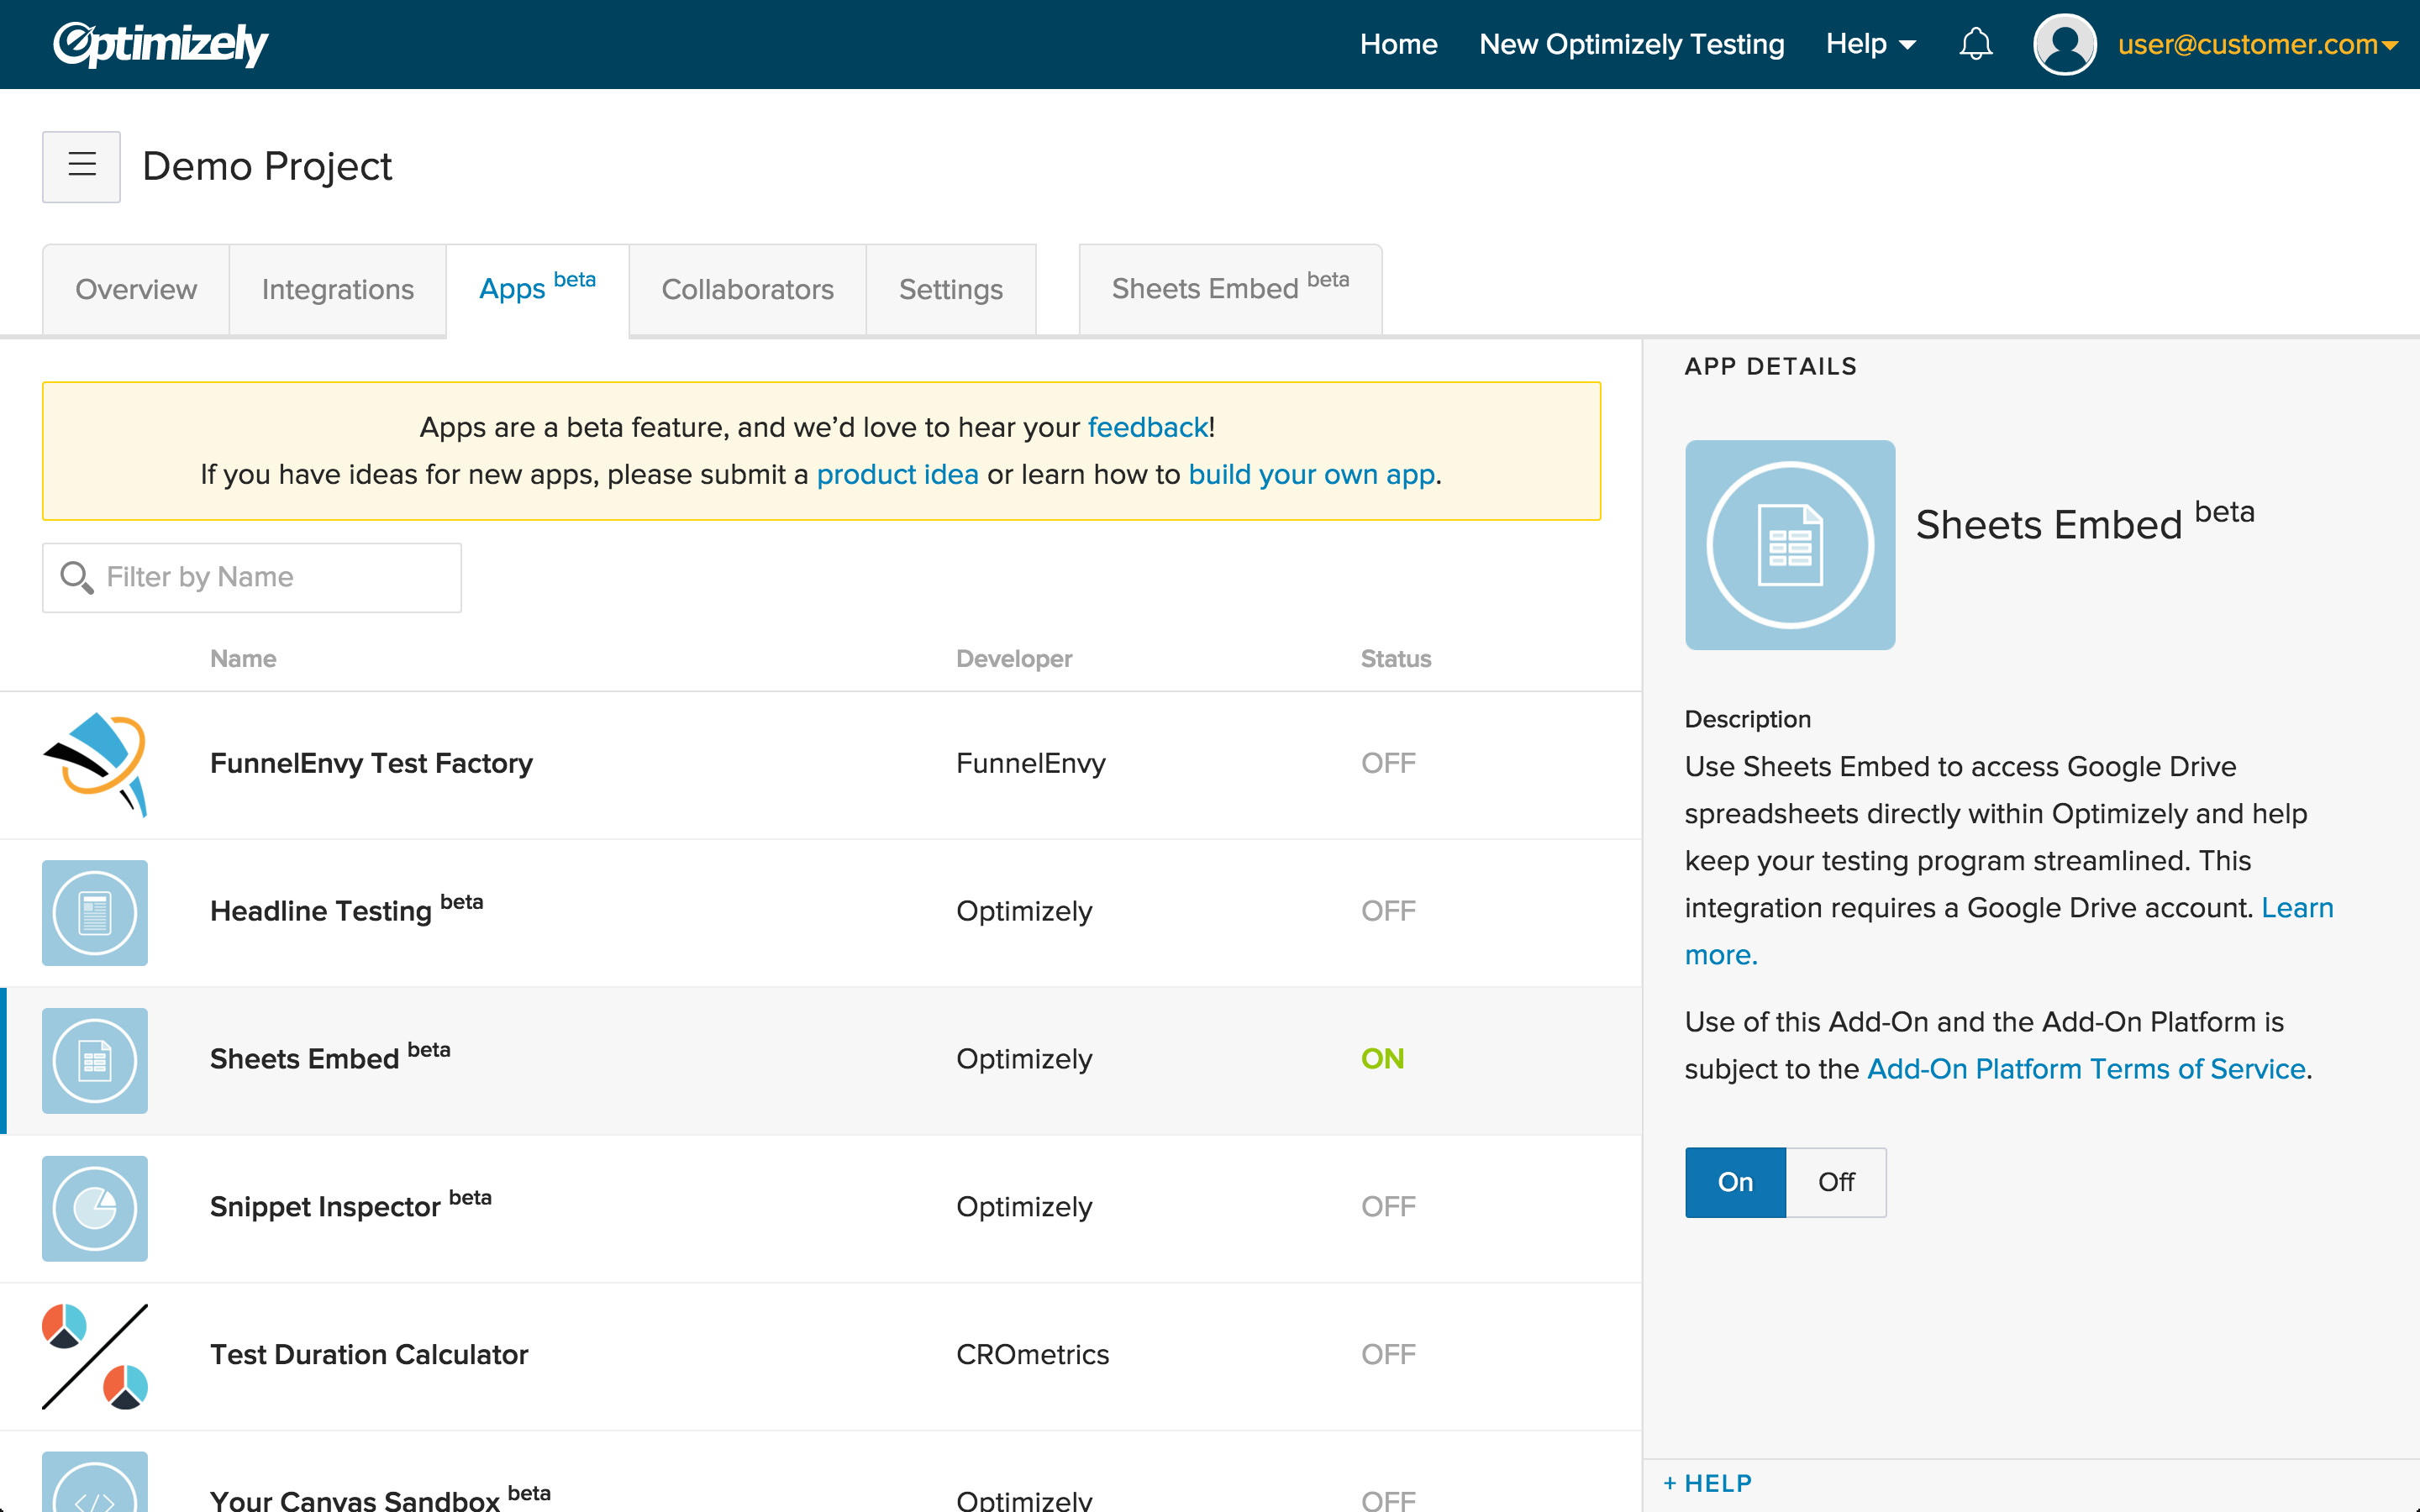 Optimizely
Home New Optimizely Testing Help user@customer.com
Demo Project
Overview Integrations Apps beta Collaborators Settings Sheets Embed beta
Apps are a beta feature, and we’d love to hear your feedback!
If you have ideas for new apps, please submit a product idea or learn how to build your own app.
Filter by Name
Name Developer Status
FunnelEnvy Test Factory FunnelEnvy OFF
Headline Testing beta Optimizely OFF
Sheets Embed beta Optimizely ON
Snippet Inspector beta Optimizely OFF
Test Duration Calculator CROmetrics OFF
Your Canvas Sandbox beta Optimizely OFF
APP DETAILS
Sheets Embed beta
Description
Use Sheets Embed to access Google Drive
spreadsheets directly within Optimizely and help
keep your testing program streamlined. This
integration requires a Google Drive account. Learn
more.
Use of this Add-On and the Add-On Platform is
subject to the Add-On Platform Terms of Service.
On Off
+ HELP